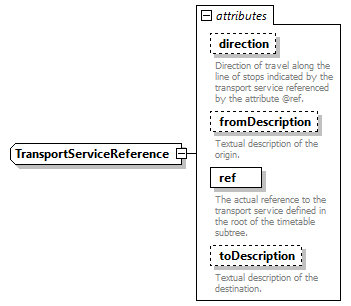 attributes
direction
Direction of travel along the
line of stops indicated by the
transport service referenced
by the attribute @ref.
fromDescription
Textual description of the
origin.
TransportServiceReference
ref
The actual reference to the
transport service defined in
the root of the timetable
subtree.
toDescription
Textual description of the
destination.